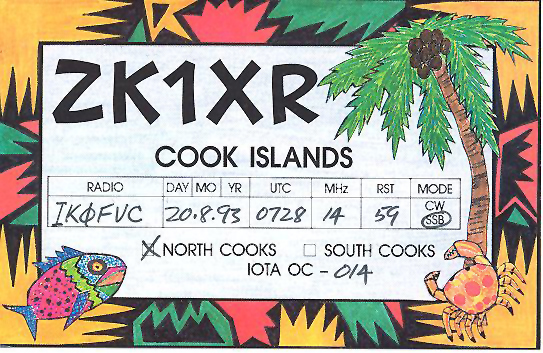 ZK1XR
COOK ISLANDS
RADIO DAY MO YR UTC MHz RST MODE
IKØFVC 20.8.93 0728 14 59 CW
SSB
☒ NORTH COOKS ☐ SOUTH COOKS
IOTA OC - 014